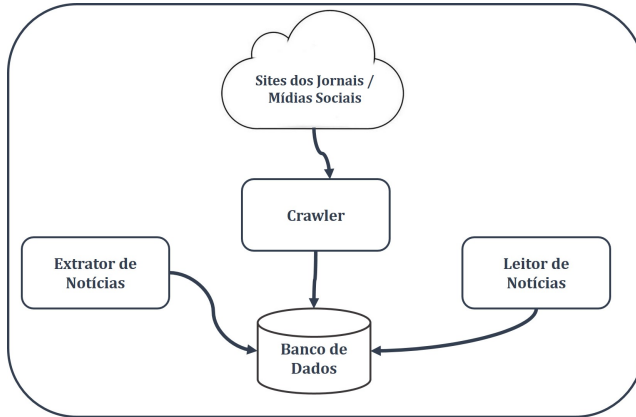 Sites dos Jornais /
Mídias Sociais
Crawler
Extrator de
Notícias
Leitor de
Notícias
Banco de
Dados